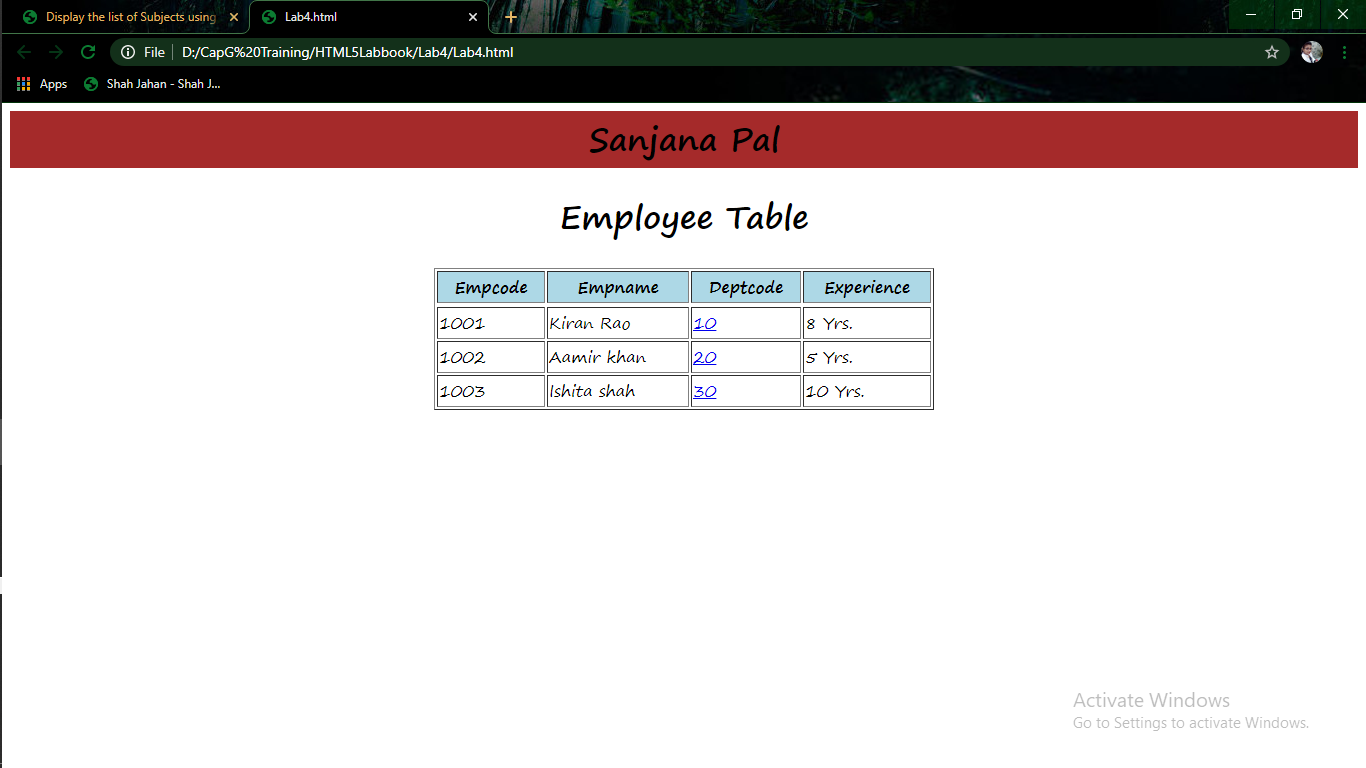 Display the list of Subjects using
Lab4.html
File D:/CapG%20Training/HTML5Labbook/Lab4/Lab4.html
Apps Shah Jahan - Shah J...
Sanjana Pal
Employee Table
Empcode Empname Deptcode Experience
1001 Kiran Rao 10 8 Yrs.
1002 Aamir khan 20 5 Yrs.
1003 Ishita shah 30 10 Yrs.
Activate Windows
Go to Settings to activate Windows.